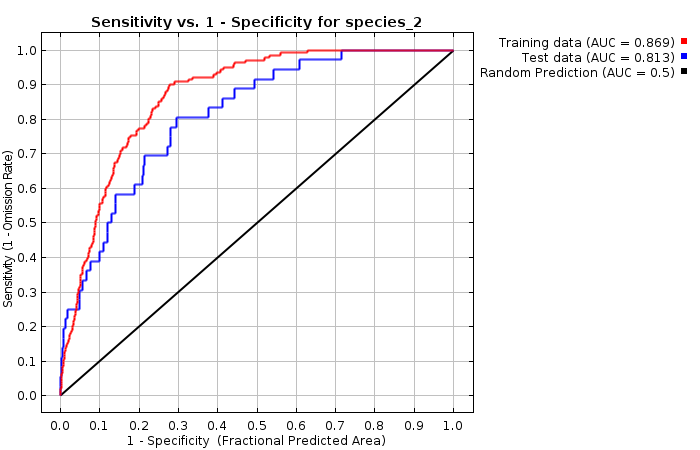 Sensitivity vs. 1 - Specificity for species_2
Training data (AUC = 0.869)
Test data (AUC = 0.813)
Random Prediction (AUC = 0.5)
Sensitivity (1 - Omission Rate)
1.0
0.9
0.8
0.7
0.6
0.5
0.4
0.3
0.2
0.1
0.0
0.0 0.1 0.2 0.3 0.4 0.5 0.6 0.7 0.8 0.9 1.0
1 - Specificity (Fractional Predicted Area)